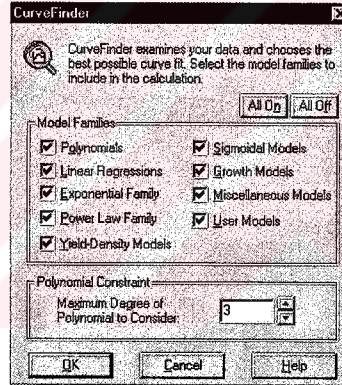 CurveFinder
CurveFinder examines your data and chooses the
best possible curve fit. Select the model families to
include in the calculation.
All On All Off
Model Families
Polynomials Sigmoidal Models
Linear Regressions Growth Models
Exponential Family Miscellaneous Models
Power Law Family User Models
Yield-Density Models
Polynomial Constraint
Maximum Degree of
Polynomial to Consider: 3
OK Cancel Help